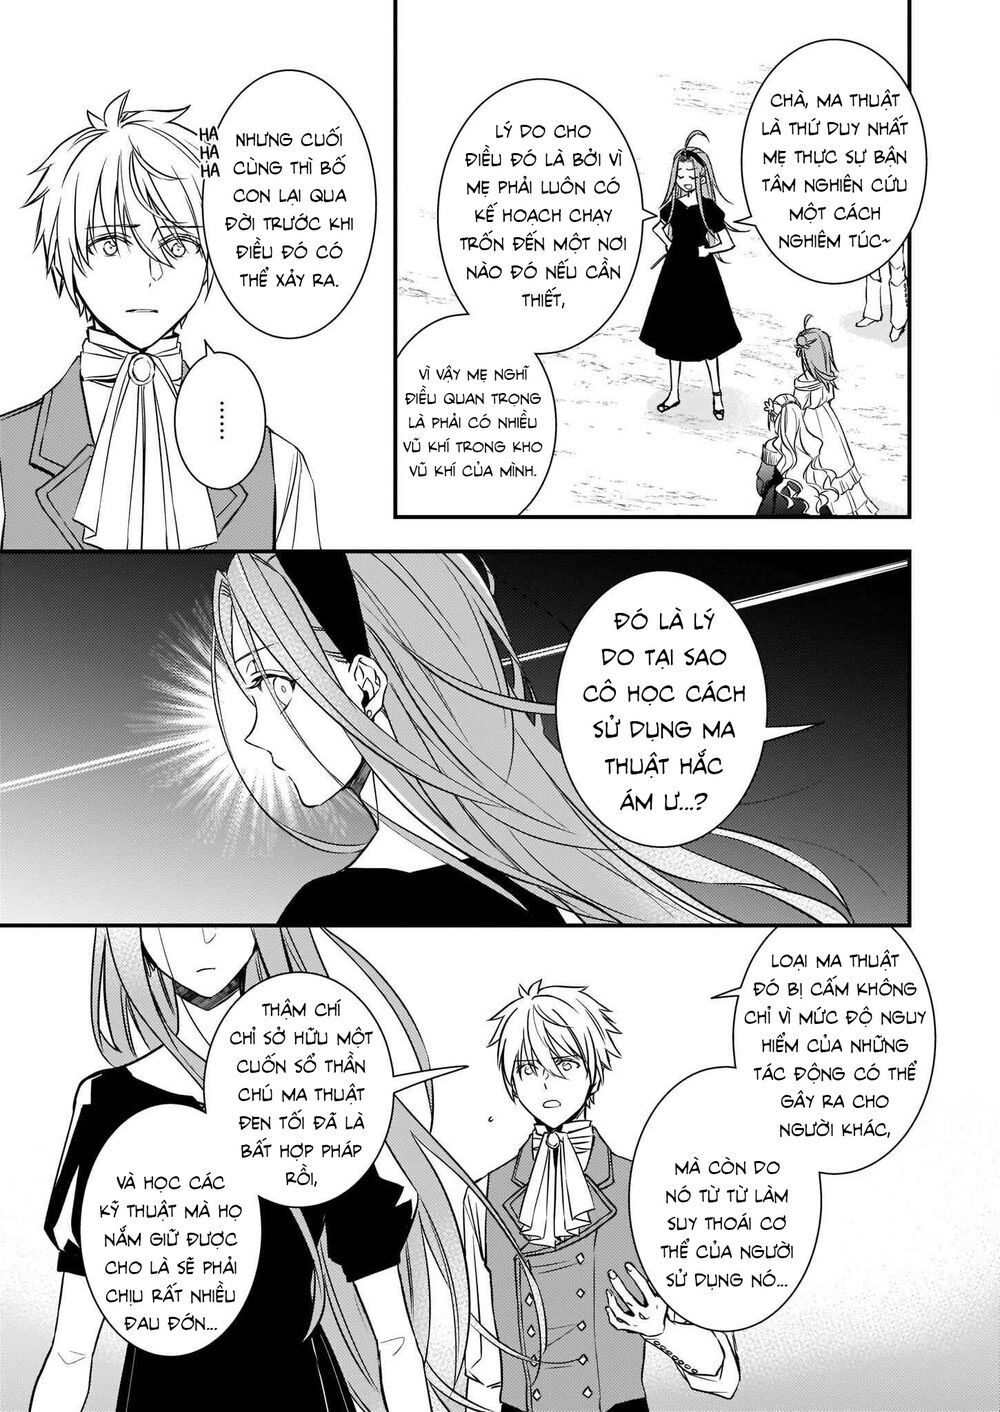 CHÀ, MA THUẬT
LÀ THỨ DUY NHẤT
MẸ THỰC SỰ BẬN
TÂM NGHIÊN CỨU
MỘT CÁCH
NGHIÊM TÚC~
LÝ DO CHO
ĐIỀU ĐÓ LÀ BỞI VÌ
MẸ PHẢI LUÔN CÓ
KẾ HOẠCH CHẠY
TRỐN ĐẾN MỘT NƠI
NÀO ĐÓ NẾU CẦN
THIẾT,
VÌ VẬY MẸ NGHĨ
ĐIỀU QUAN TRỌNG
LÀ PHẢI CÓ NHIỀU
VŨ KHÍ TRONG KHO
VŨ KHÍ CỦA MÌNH.
NHƯNG CUỐI
CÙNG THÌ BỐ
CON LẠI QUA
ĐỜI TRƯỚC KHI
ĐIỀU ĐÓ CÓ
THỂ XẢY RA.
HA
HA
HA
......
ĐÓ LÀ LÝ
DO TẠI SAO
CÔ HỌC CÁCH
SỬ DỤNG MA
THUẬT HẮC
ÁM Ư...?
LOẠI MA THUẬT
ĐÓ BỊ CẤM KHÔNG
CHỈ VÌ MỨC ĐỘ NGUY
HIỂM CỦA NHỮNG
TÁC ĐỘNG CÓ THỂ
GÂY RA CHO
NGƯỜI KHÁC,
MÀ CÒN DO
NÓ TỪ TỪ LÀM
SUY THOÁI CƠ
THỂ CỦA NGƯỜI
SỬ DỤNG NÓ...
THẬM CHÍ
CHỈ SỞ HỮU MỘT
CUỐN SỔ THẦN
CHÚ MA THUẬT
ĐEN TỐI ĐÃ LÀ
BẤT HỢP PHÁP
RỒI,
VÀ HỌC CÁC
KỸ THUẬT MÀ HỌ
NẮM GIỮ ĐƯỢC
CHO LÀ SẼ PHẢI
CHỊU RẤT NHIỀU
ĐAU ĐỚN...